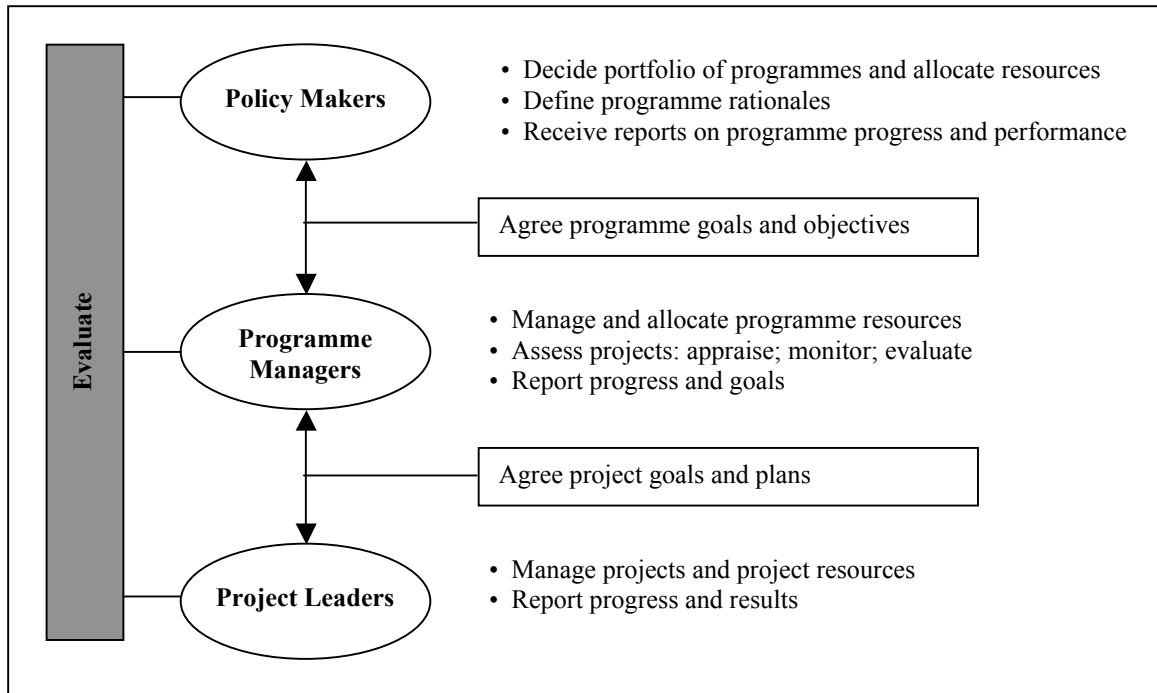 Evaluate
Policy Makers
• Decide portfolio of programmes and allocate resources
• Define programme rationales
• Receive reports on programme progress and performance
Agree programme goals and objectives
Programme
Managers
• Manage and allocate programme resources
• Assess projects: appraise; monitor; evaluate
• Report progress and goals
Agree project goals and plans
Project Leaders
• Manage projects and project resources
• Report progress and results